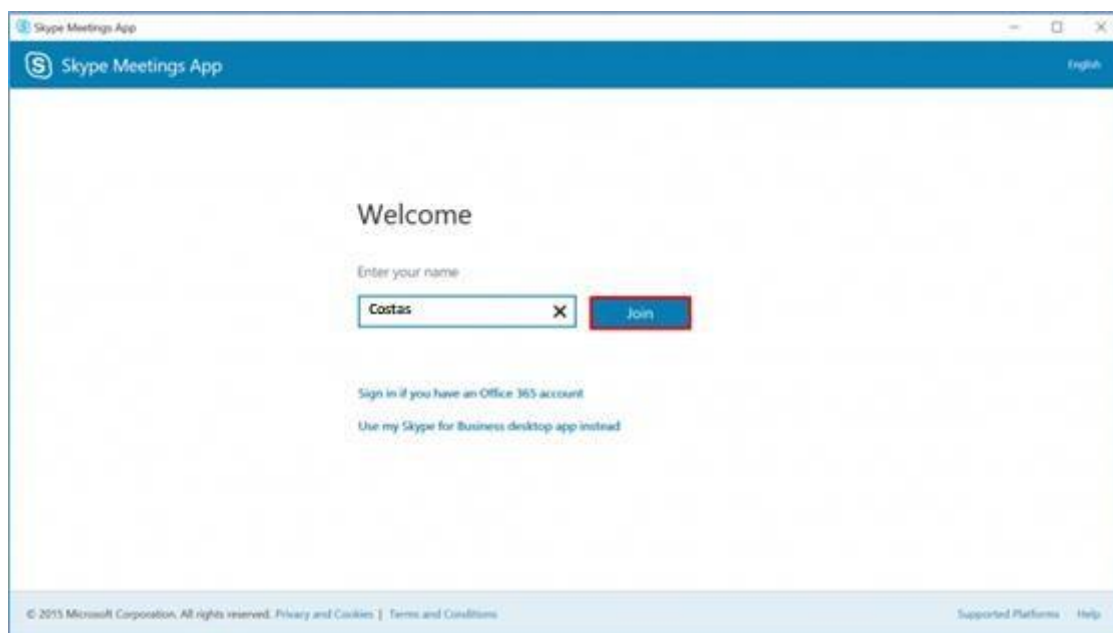 Skype Meetings App
Skype Meetings App English
Welcome
Enter your name
Costas
Join
Sign in if you have an Office 365 account
Use my Skype for Business desktop app instead
© 2015 Microsoft Corporation. All rights reserved. Privacy and Cookies | Terms and Conditions Supported Platforms Help